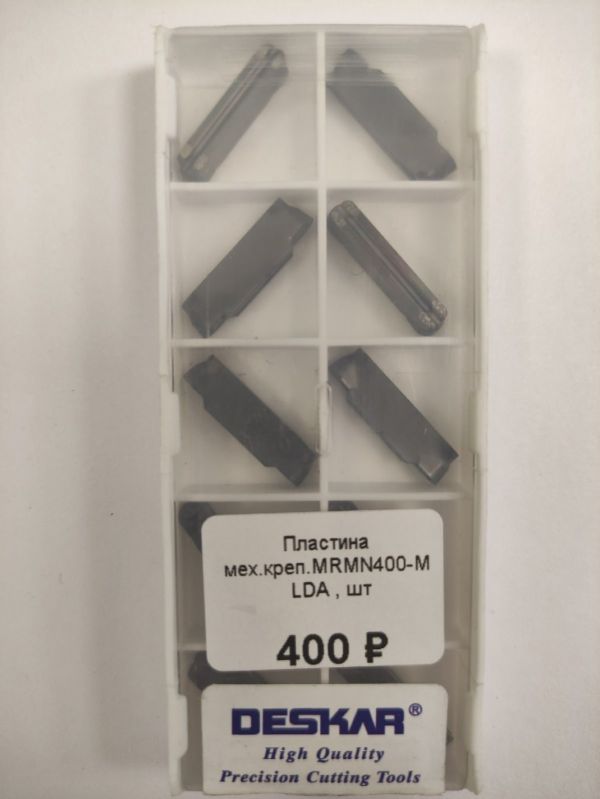 Пластина
мех.креп.MRMN400-M
LDA , шт
400 ₽
DESKAR®
High Quality
Precision Cutting Tools